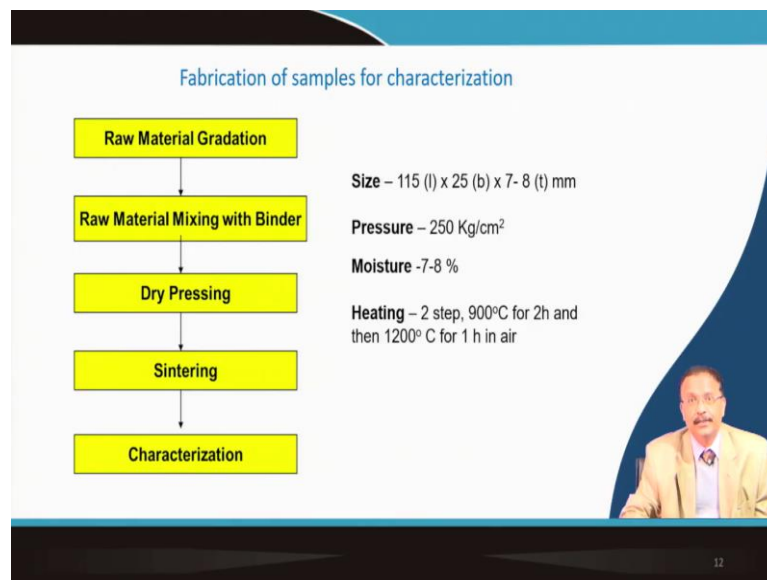 Fabrication of samples for characterization
Raw Material Gradation
Raw Material Mixing with Binder
Dry Pressing
Sintering
Characterization
Size – 115 (l) x 25 (b) x 7- 8 (t) mm
Pressure – 250 Kg/cm²
Moisture -7-8 %
Heating – 2 step, 900°C for 2h and
then 1200° C for 1 h in air
12